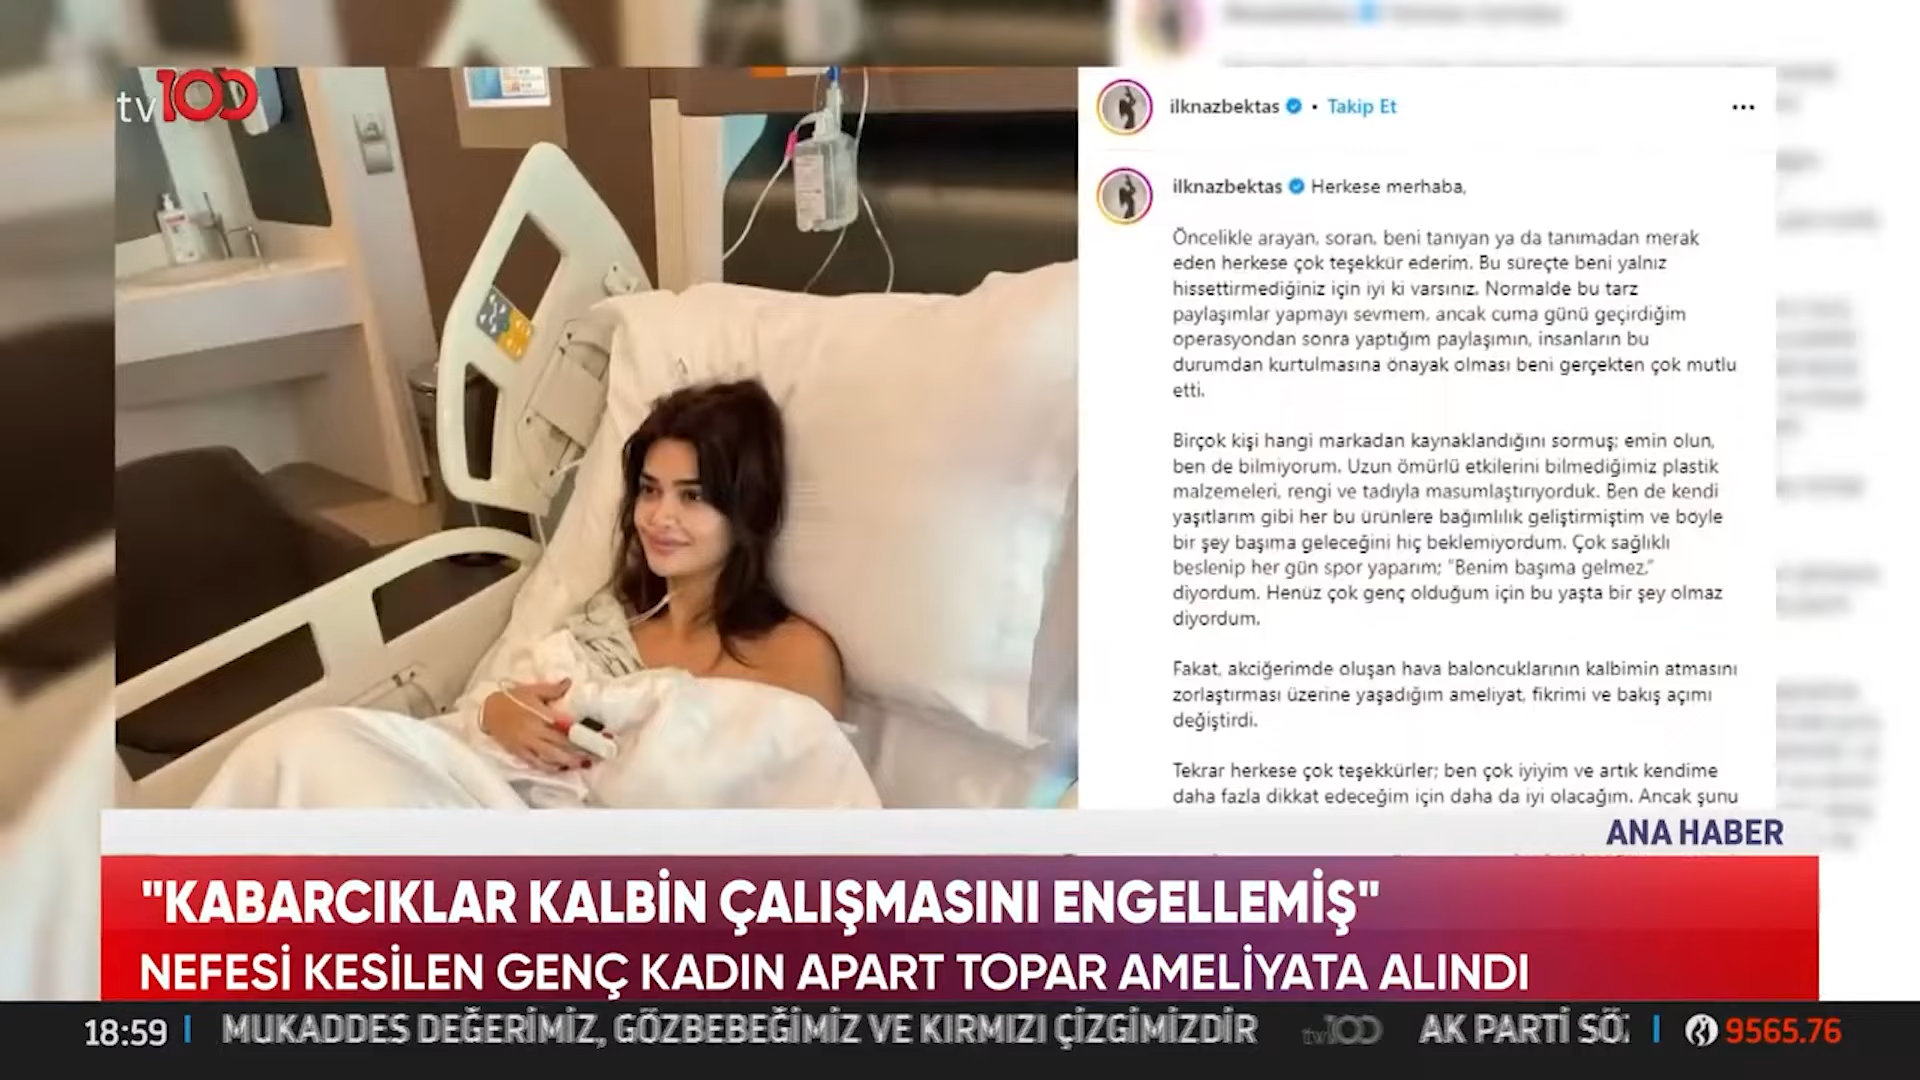 tv100
ilknazbektas • Takip Et
ilknazbektas Herkese merhaba,
Öncelikle arayan, soran, beni tanıyan ya da tanımadan merak
eden herkese çok teşekkür ederim. Bu süreçte beni yalnız
hissettirmediğiniz için iyi ki varsınız. Normalde bu tarz
paylaşımlar yapmayı sevmem, ancak cuma günü geçirdiğim
operasyondan sonra yaptığım paylaşımın, insanların bu
durumdan kurtulmasına önayak olması beni gerçekten çok mutlu
etti.
Birçok kişi hangi markadan kaynaklandığını sormuş; emin olun,
ben de bilmiyorum. Uzun ömürlü etkilerini bilmediğimiz plastik
malzemeleri, rengi ve tadıyla masumlaştırıyorduk. Ben de kendi
yaşıtlarım gibi her bu ürünlere bağımlılık geliştirmiştim ve böyle
bir şey başıma geleceğini hiç beklemiyordum. Çok sağlıklı
beslenip her gün spor yaparım; "Benim başıma gelmez."
diyordum. Henüz çok genç olduğum için bu yaşta bir şey olmaz
diyordum.
Fakat, akciğerimde oluşan hava baloncuklarının kalbimin atmasını
zorlaştırması üzerine yaşadığım ameliyat, fikrimi ve bakış açımı
değiştirdi.
Tekrar herkese çok teşekkürler; ben çok iyiyim ve artık kendime
daha fazla dikkat edeceğim için daha da iyi olacağım. Ancak şunu
ANA HABER
"KABARCIKLAR KALBİN ÇALIŞMASINI ENGELLEMİŞ"
NEFESİ KESİLEN GENÇ KADIN APART TOPAR AMELİYATA ALINDI
18:59 MUKADDES DEĞERİMİZ, GÖZBEBEĞİMİZ VE KIRMIZI ÇİZGİMİZDİR tv100 AK PARTİ SÖ 9565.76